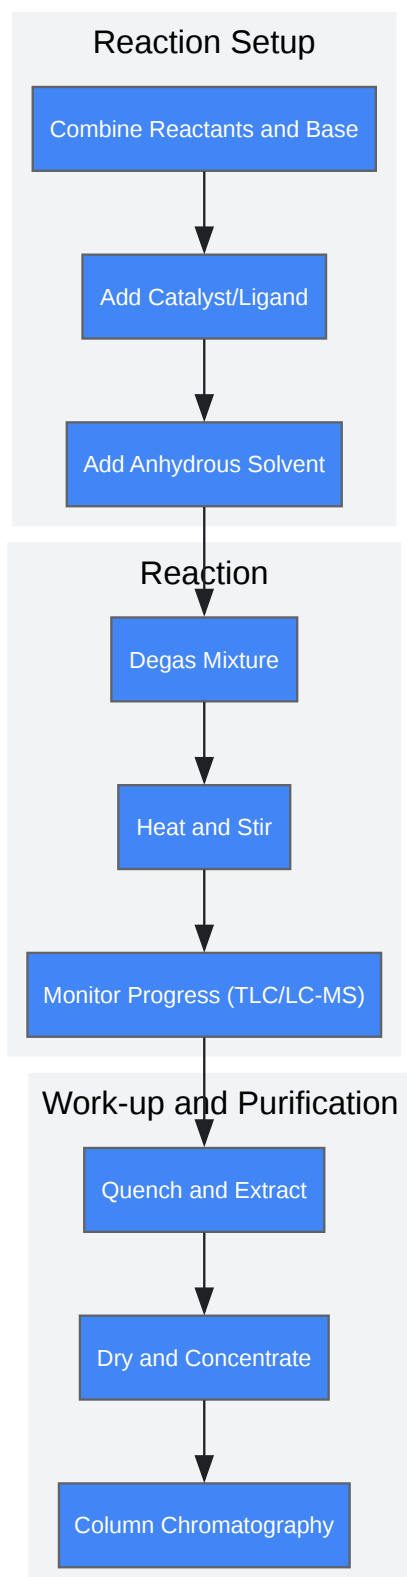 Reaction Setup
Combine Reactants and Base
Add Catalyst/Ligand
Add Anhydrous Solvent
Reaction
Degas Mixture
Heat and Stir
Monitor Progress (TLC/LC-MS)
Work-up and Purification
Quench and Extract
Dry and Concentrate
Column Chromatography